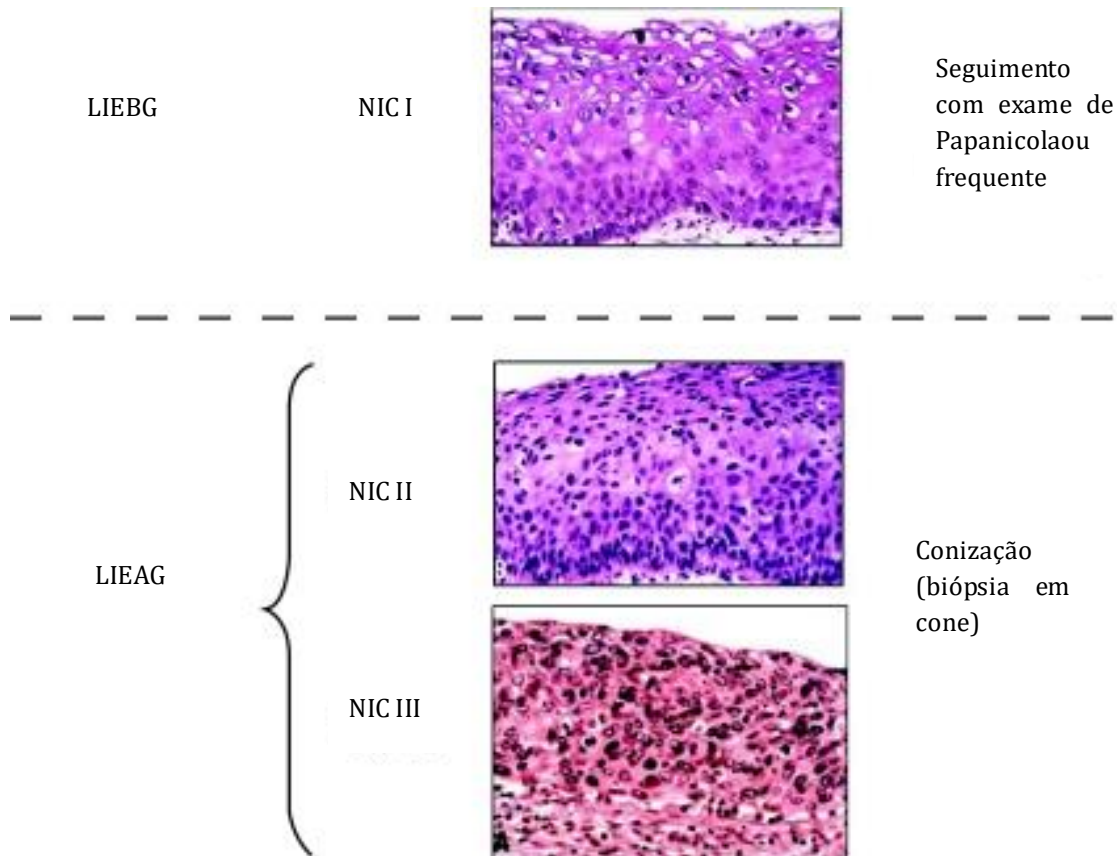 LIEBG
NIC I
Seguimento
com exame de
Papanicolaou
frequente
NIC II
LIEAG
Conização
(biópsia em
cone)
NIC III